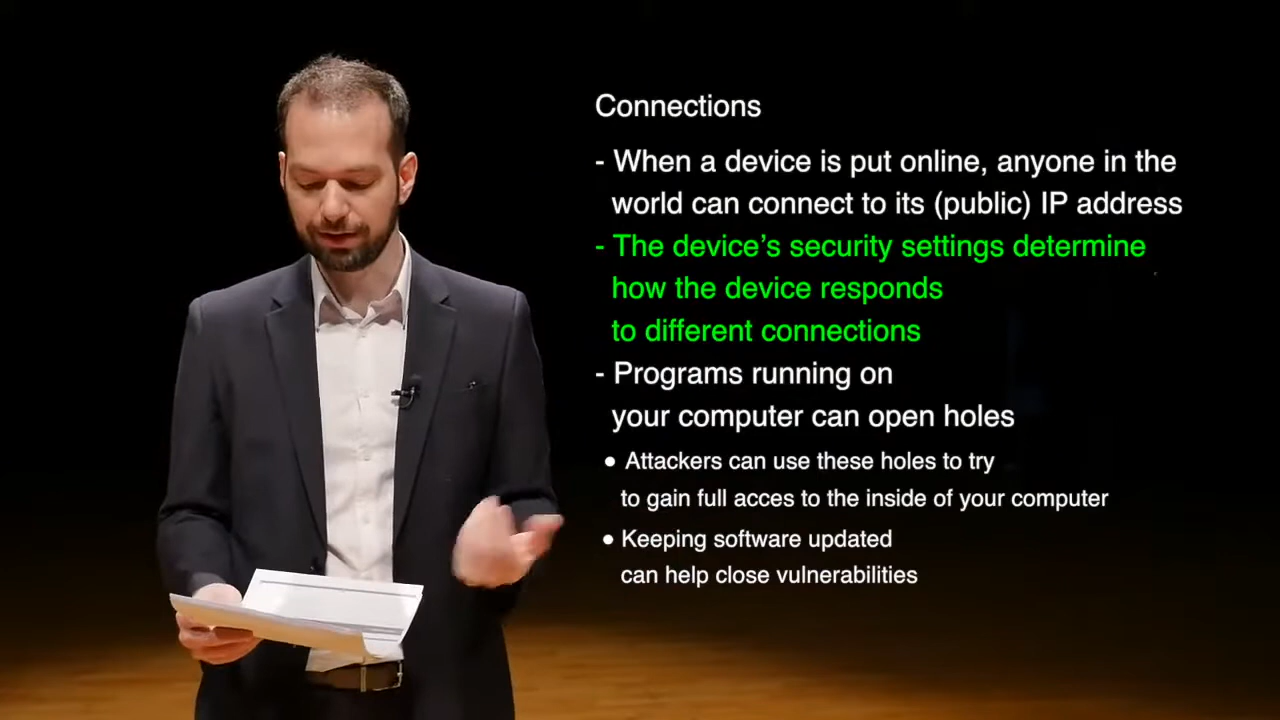 Connections
- When a device is put online, anyone in the
world can connect to its (public) IP address
- The device’s security settings determine
how the device responds
to different connections
- Programs running on
your computer can open holes
● Attackers can use these holes to try
to gain full acces to the inside of your computer
● Keeping software updated
can help close vulnerabilities